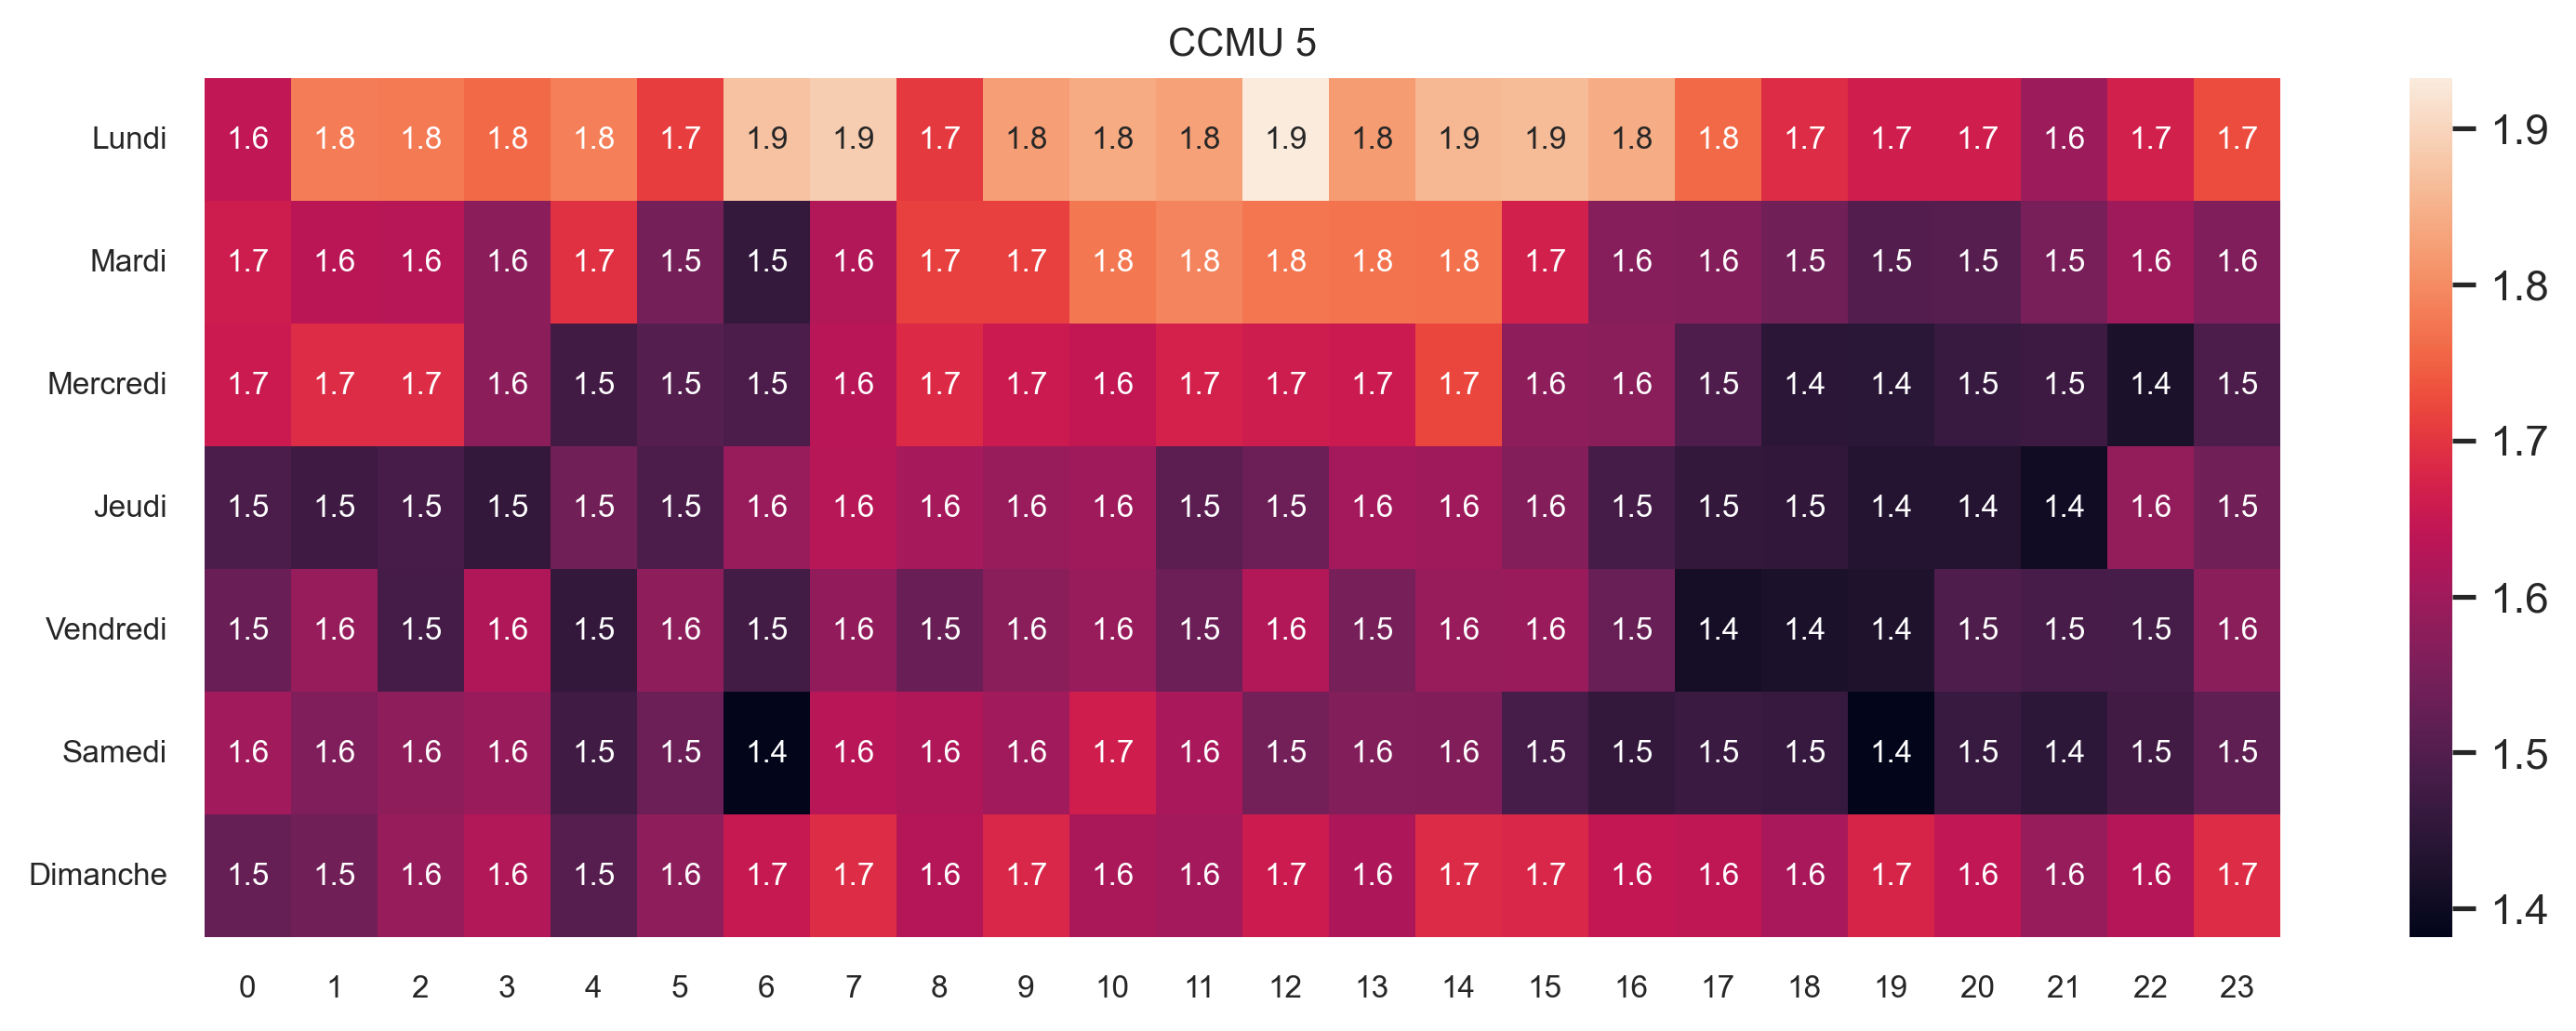 CCMU 5
Lundi 1.6 1.8 1.8 1.8 1.8 1.7 1.9 1.9 1.7 1.8 1.8 1.8 1.9 1.8 1.9 1.9 1.8 1.8 1.7 1.7 1.7 1.6 1.7 1.7
Mardi 1.7 1.6 1.6 1.6 1.7 1.5 1.5 1.6 1.7 1.7 1.8 1.8 1.8 1.8 1.8 1.7 1.6 1.6 1.5 1.5 1.5 1.5 1.6 1.6
Mercredi 1.7 1.7 1.7 1.6 1.5 1.5 1.5 1.6 1.7 1.7 1.6 1.7 1.7 1.7 1.7 1.6 1.6 1.5 1.4 1.4 1.5 1.5 1.4 1.5
Jeudi 1.5 1.5 1.5 1.5 1.5 1.5 1.6 1.6 1.6 1.6 1.6 1.5 1.5 1.6 1.6 1.6 1.5 1.5 1.5 1.4 1.4 1.4 1.6 1.5
Vendredi 1.5 1.6 1.5 1.6 1.5 1.6 1.5 1.6 1.5 1.6 1.6 1.5 1.6 1.5 1.6 1.6 1.5 1.4 1.4 1.4 1.5 1.5 1.5 1.6
Samedi 1.6 1.6 1.6 1.6 1.5 1.5 1.4 1.6 1.6 1.6 1.7 1.6 1.5 1.6 1.6 1.5 1.5 1.5 1.5 1.4 1.5 1.4 1.5 1.5
Dimanche 1.5 1.5 1.6 1.6 1.5 1.6 1.7 1.7 1.6 1.7 1.6 1.6 1.7 1.6 1.7 1.7 1.6 1.6 1.6 1.7 1.6 1.6 1.6 1.7
0 1 2 3 4 5 6 7 8 9 10 11 12 13 14 15 16 17 18 19 20 21 22 23
1.9
1.8
1.7
1.6
1.5
1.4